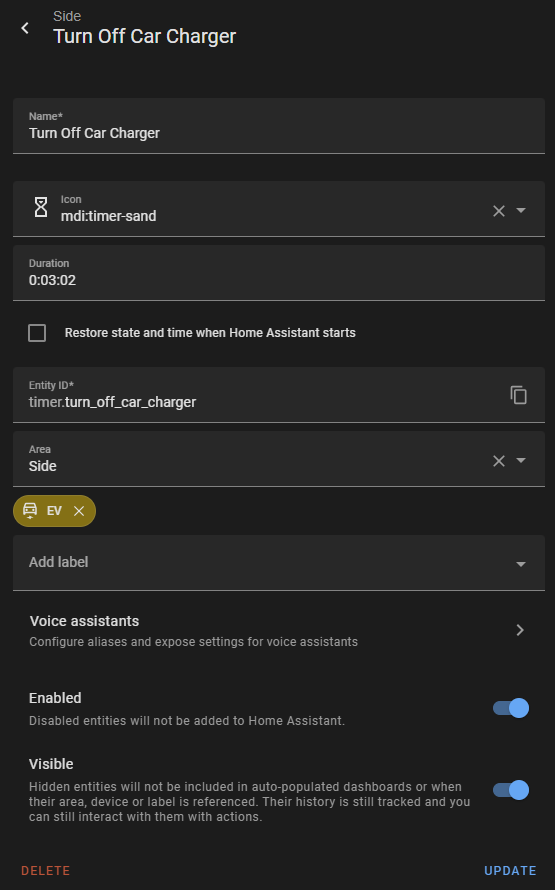 Side
Turn Off Car Charger
Name*
Turn Off Car Charger
Icon
mdi:timer-sand
Duration
0:03:02
Restore state and time when Home Assistant starts
Entity ID*
timer.turn_off_car_charger
Area
Side
EV
Add label
Voice assistants
Configure aliases and expose settings for voice assistants
Enabled
Disabled entities will not be added to Home Assistant.
Visible
Hidden entities will not be included in auto-populated dashboards or when
their area, device or label is referenced. Their history is still tracked and you
can still interact with them with actions.
DELETE
UPDATE